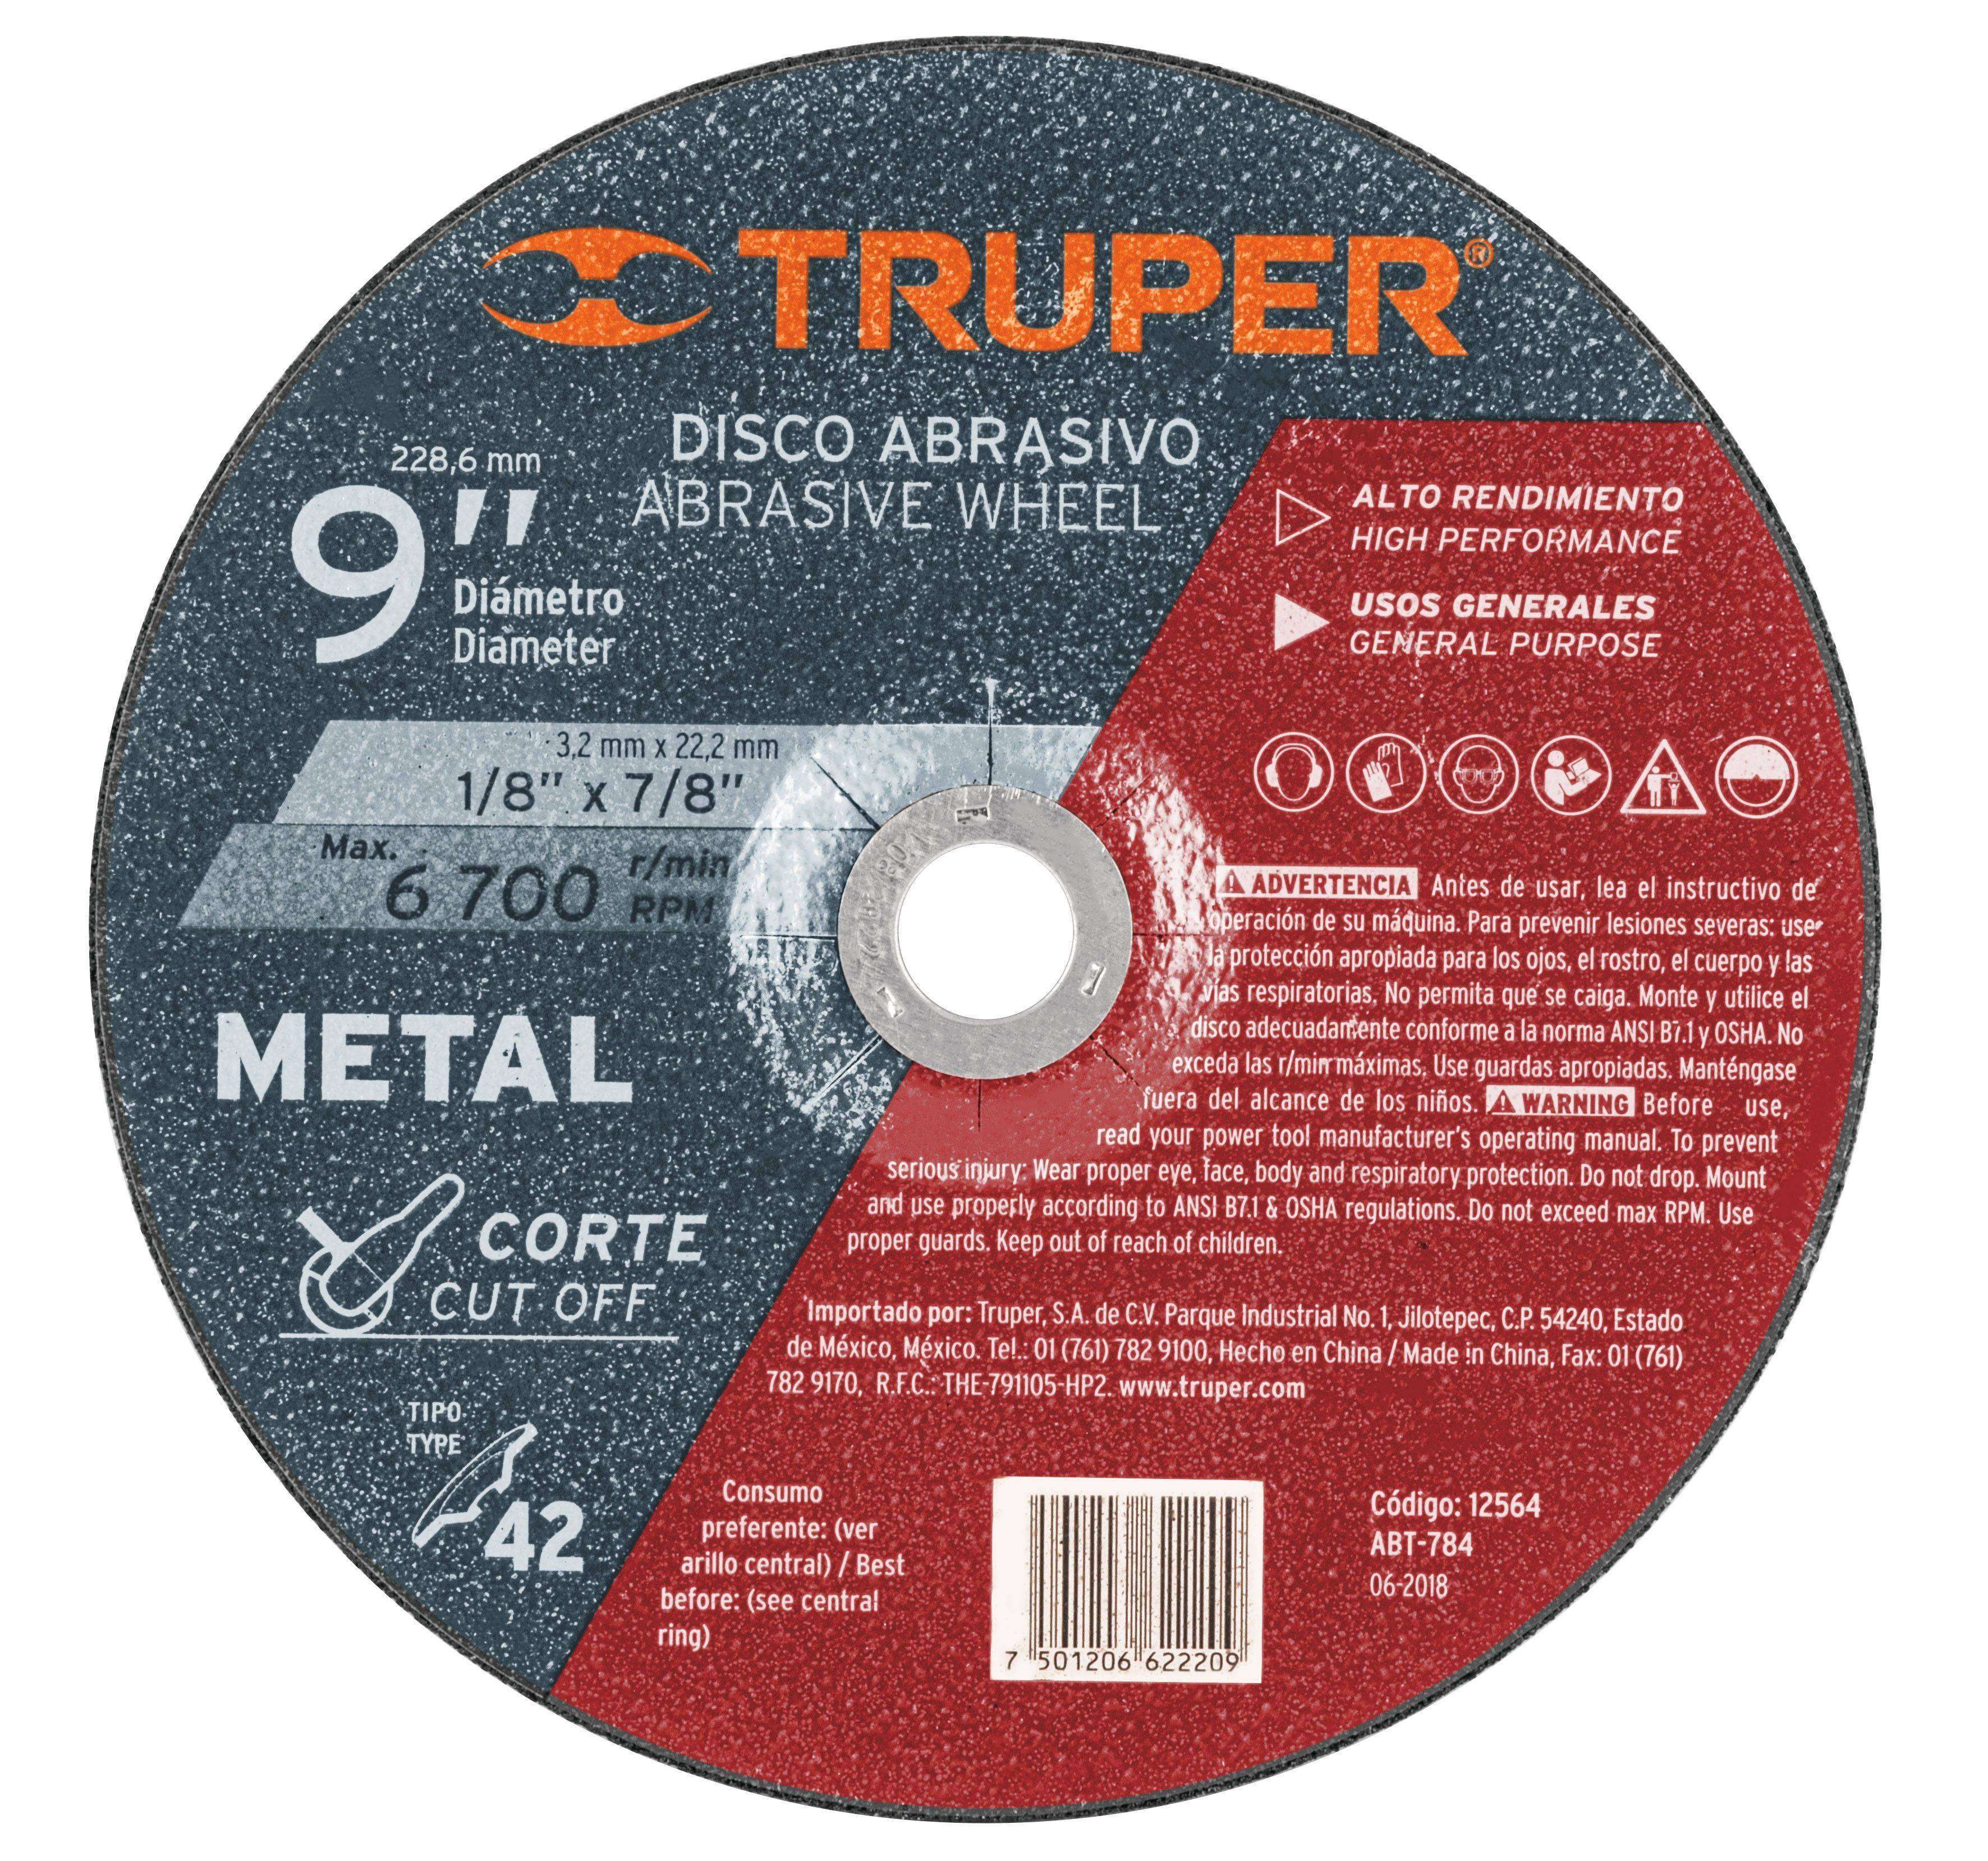 TRUPER®
DISCO ABRASIVO
ABRASIVE WHEEL
228,6 mm
9"
Diámetro
Diameter
ALTO RENDIMIENTO
HIGH PERFORMANCE
USOS GENERALES
GENERAL PURPOSE
3,2 mm x 22,2 mm
1/8" x 7/8"
Max.
6 700 r/min
RPM
METAL
CORTE
CUT OFF
TIPO
TYPE
42
ADVERTENCIA Antes de usar, lea el instructivo de
operación de su máquina. Para prevenir lesiones severas: use
la protección apropiada para los ojos, el rostro, el cuerpo y las
vías respiratorias, No permita que se caiga. Monte y utilice el
disco adecuadamente conforme a la norma ANSI B7.1 y OSHA. No
exceda las r/min máximas. Use guardas apropiadas. Manténgase
fuera del alcance de los niños. WARNING Before use,
read your power tool manufacturer's operating manual. To prevent
serious injury: Wear proper eye, face, body and respiratory protection. Do not drop. Mount
and use properly according to ANSI B7.1 & OSHA regulations. Do not exceed max RPM. Use
proper guards. Keep out of reach of children.
Importado por: Truper, S.A. de C.V. Parque Industrial No. 1, Jilotepec, C.P. 54240, Estado
de México, México. Tel.: 01 (761) 782 9100, Hecho en China / Made in China, Fax: 01 (761)
782 9170, R.F.C.: THE-791105-HP2. www.truper.com
Consumo
preferente: (ver
arillo central) / Best
before: (see central
ring)
7 501206 622209
Código: 12564
ABT-784
06-2018